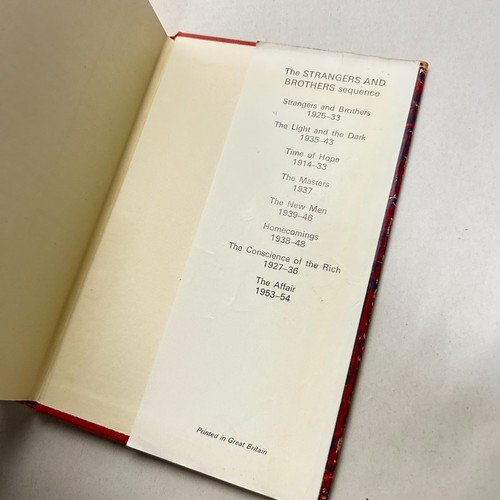 The STRANGERS AND
BROTHERS sequence
Strangers and Brothers
1925–33
The Light and the Dark
1935–43
Time of Hope
1914–33
The Masters
1937
The New Men
1939–46
Homecomings
1938–48
The Conscience of the Rich
1927–36
The Affair
1953–54
Printed in Great Britain